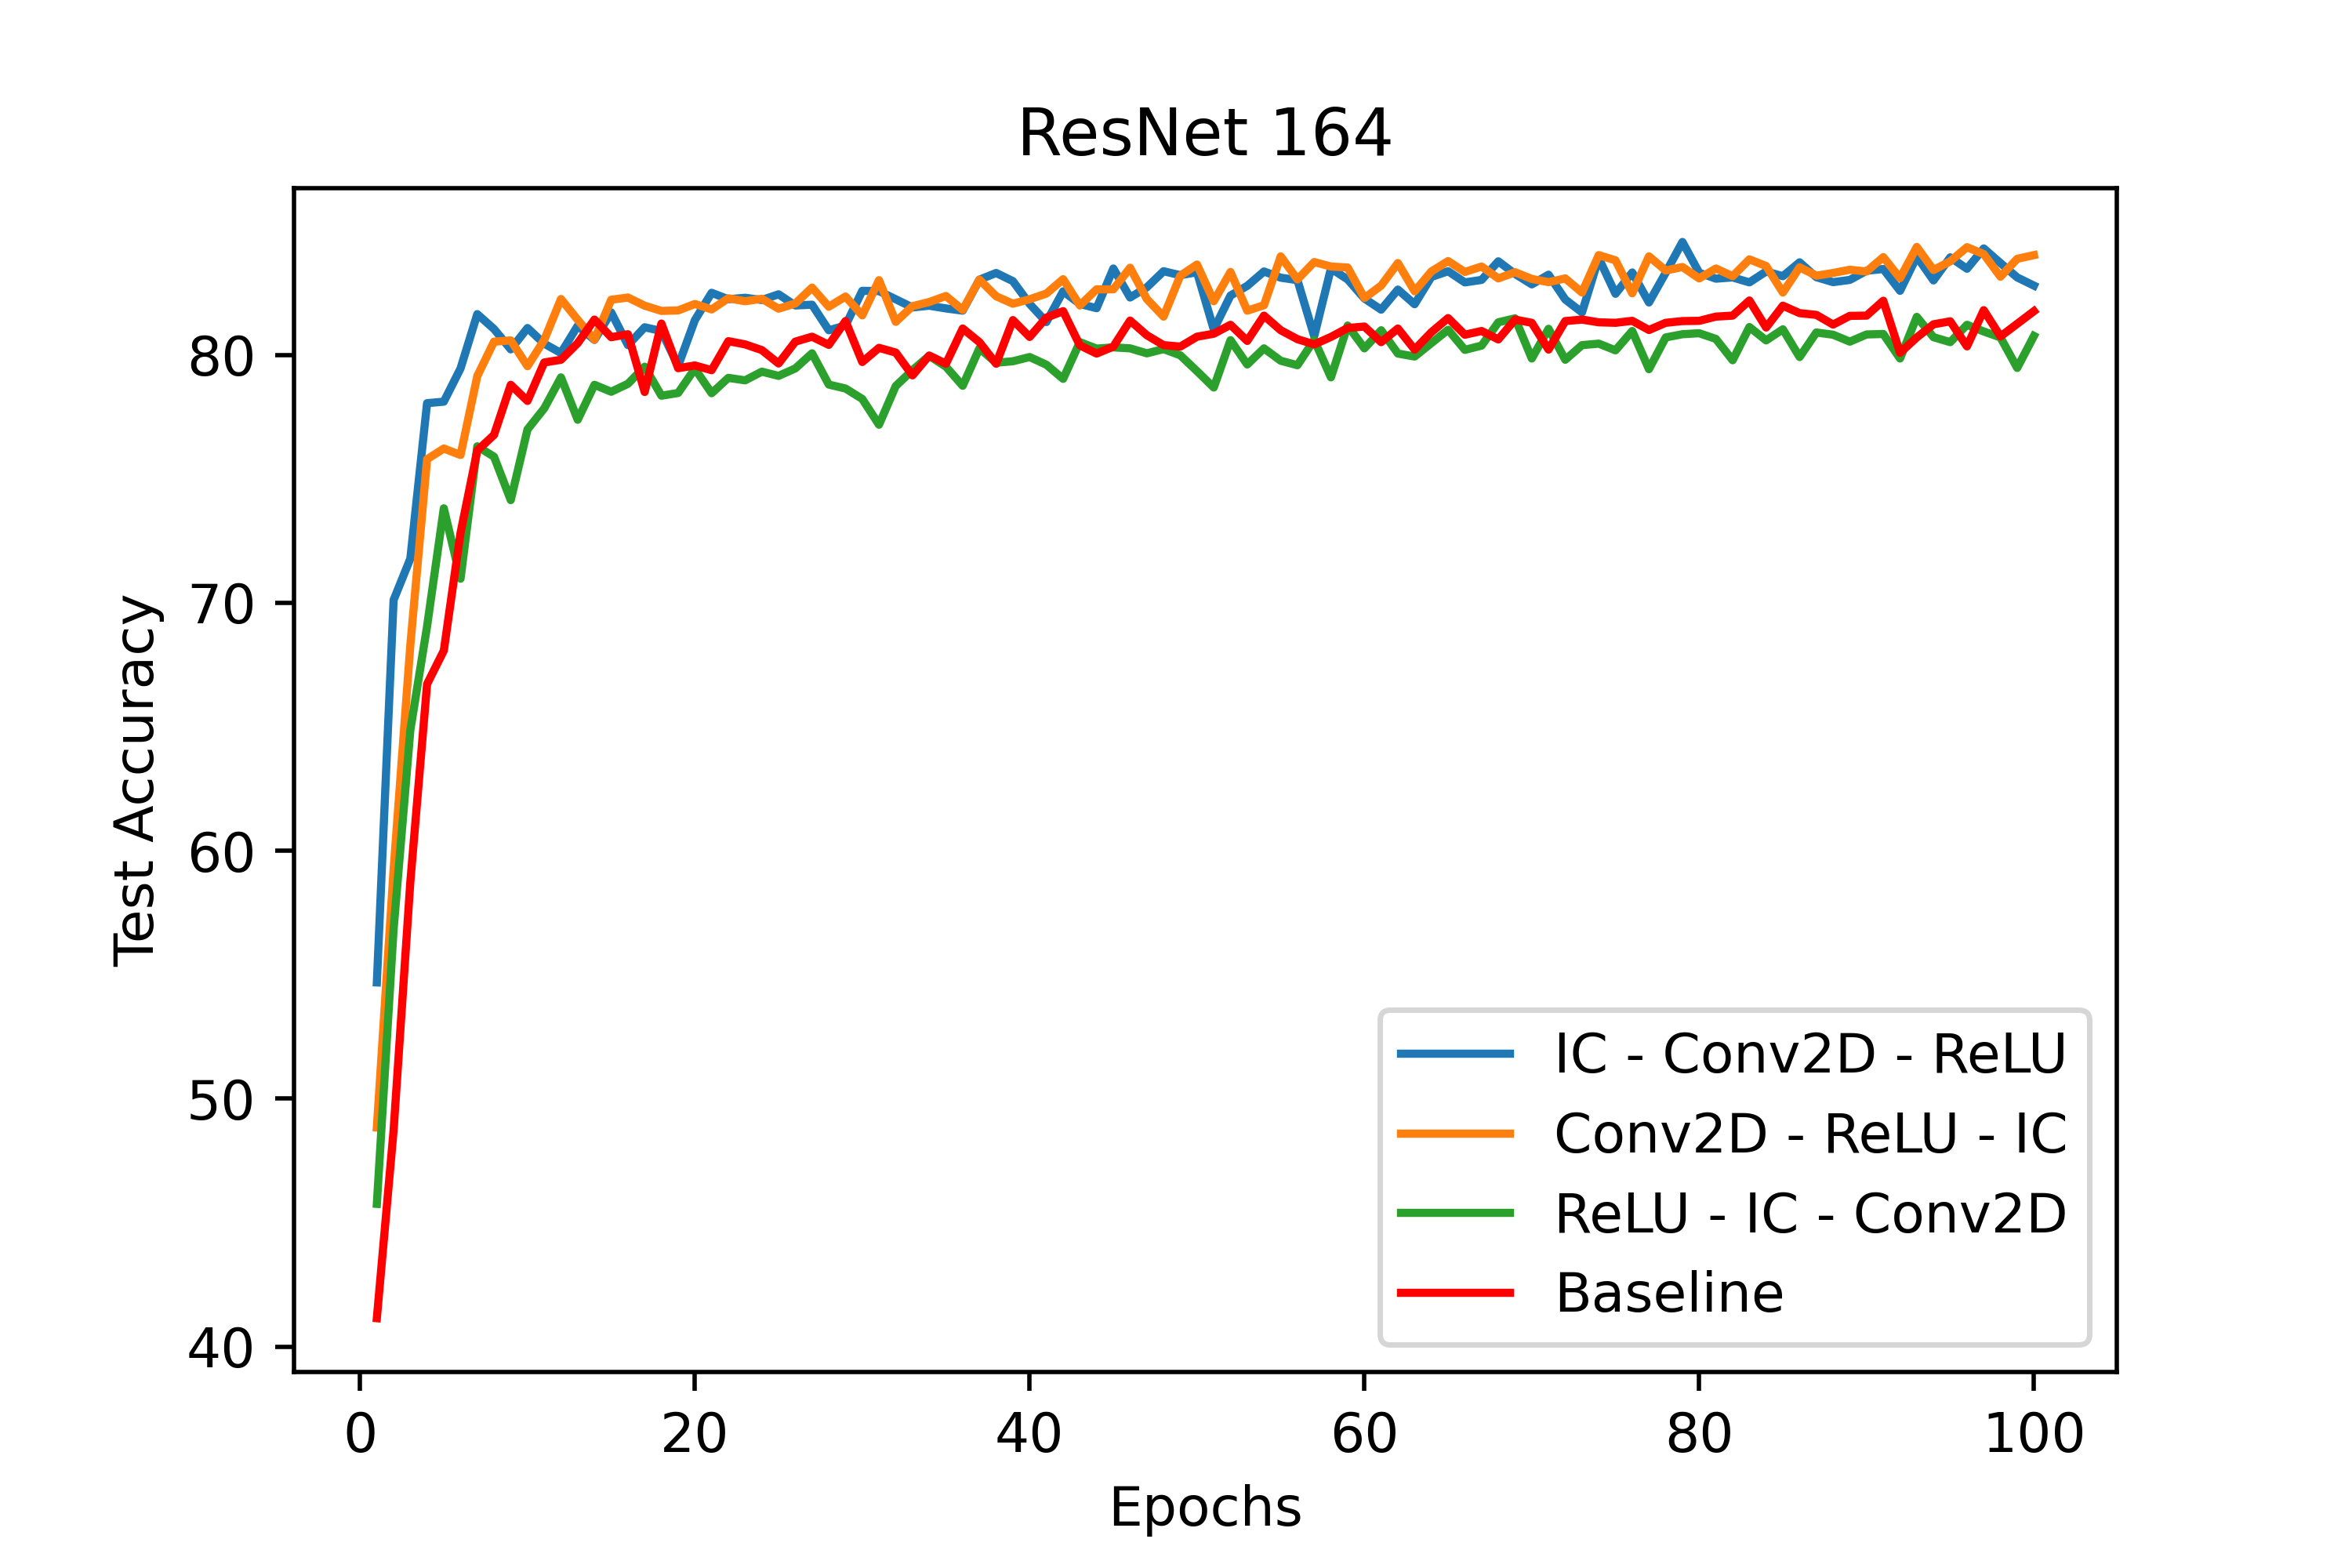 ResNet 164
Test Accuracy
80
70
60
50
40
0 20 40 60 80 100
Epochs
IC - Conv2D - ReLU
Conv2D - ReLU - IC
ReLU - IC - Conv2D
Baseline